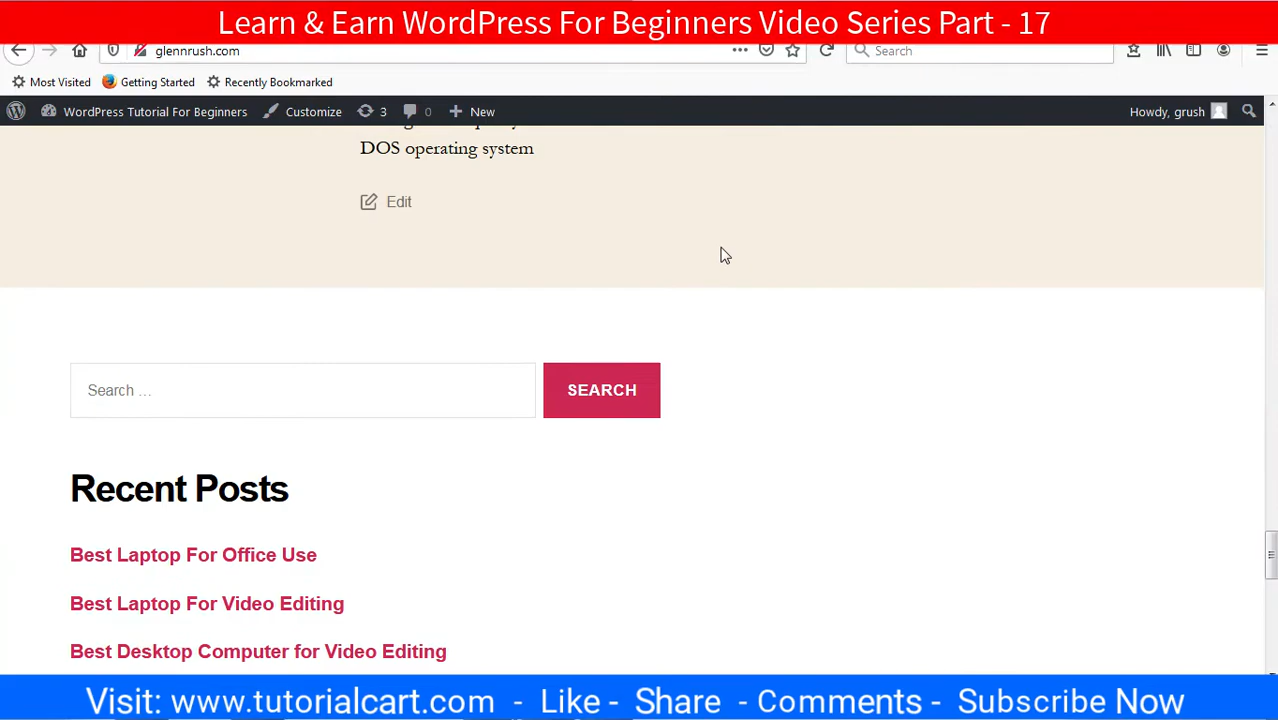 Learn & Earn WordPress For Beginners Video Series Part - 17
glennrush.com
Search
Most Visited
Getting Started
Recently Bookmarked
WordPress Tutorial For Beginners
Customize
3
0
New
Howdy, grush
DOS operating system
Edit
Search …
SEARCH
Recent Posts
Best Laptop For Office Use
Best Laptop For Video Editing
Best Desktop Computer for Video Editing
Visit: www.tutorialcart.com - Like - Share - Comments - Subscribe Now